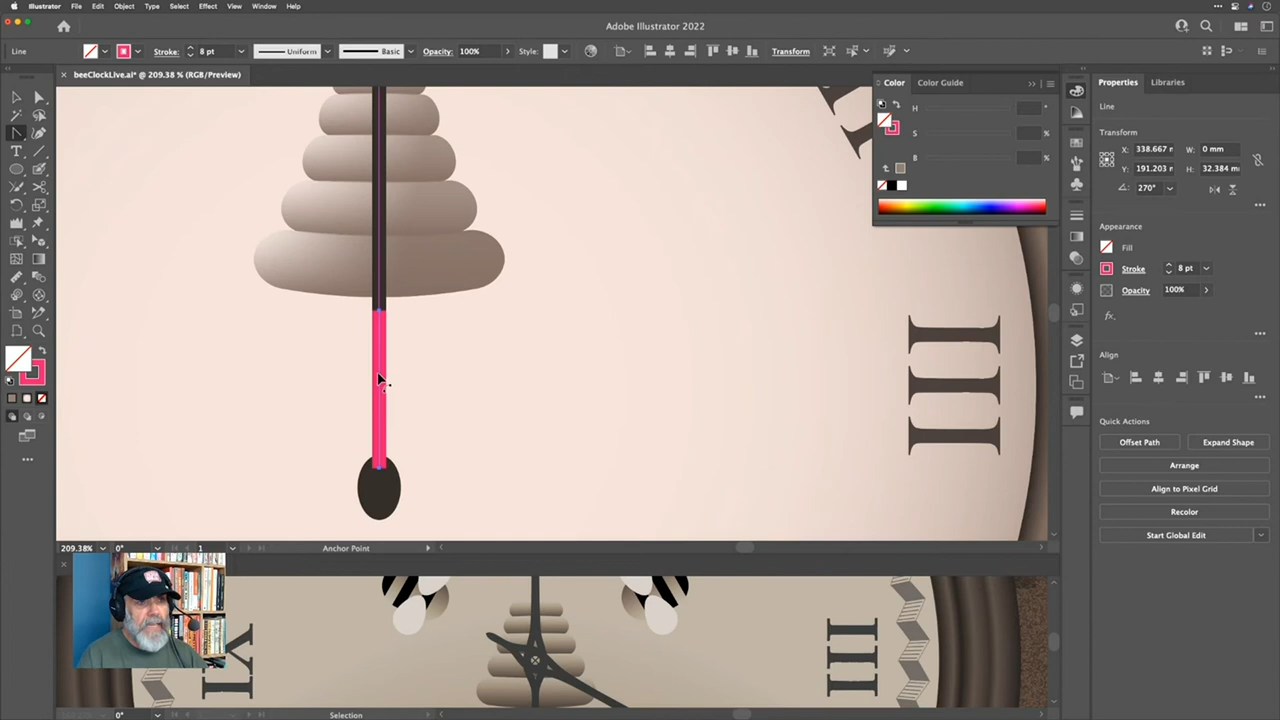 Illustrator File Edit Object Type Select Effect View Window Help
Adobe Illustrator 2022
Line Stroke: 8 pt Uniform Basic Opacity: 100% Style: Transform
beeClockLive.ai* @ 209.38 % (RGB/Preview)
Color Color Guide
H °
S %
B %
Properties Libraries
Line
Transform
X: 338.667 m W: 0 mm
Y: 191.203 m H: 32.384 m
270°
Appearance
Fill
Stroke 8 pt
Opacity 100%
fx.
Align
Quick Actions
Offset Path Expand Shape
Arrange
Align to Pixel Grid
Recolor
Start Global Edit
III
209.38% 0° 1 Anchor Point
III
0° Selection